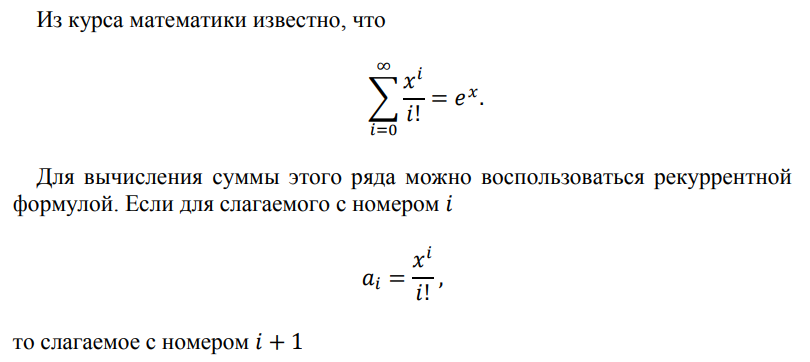 Из курса математики известно, что
$$\sum_{i=0}^{\infty} \frac{x^i}{i!} = e^x.$$
Для вычисления суммы этого ряда можно воспользоваться рекуррентной
формулой. Если для слагаемого с номером $i$
$$a_i = \frac{x^i}{i!},$$
то слагаемое с номером $i + 1$